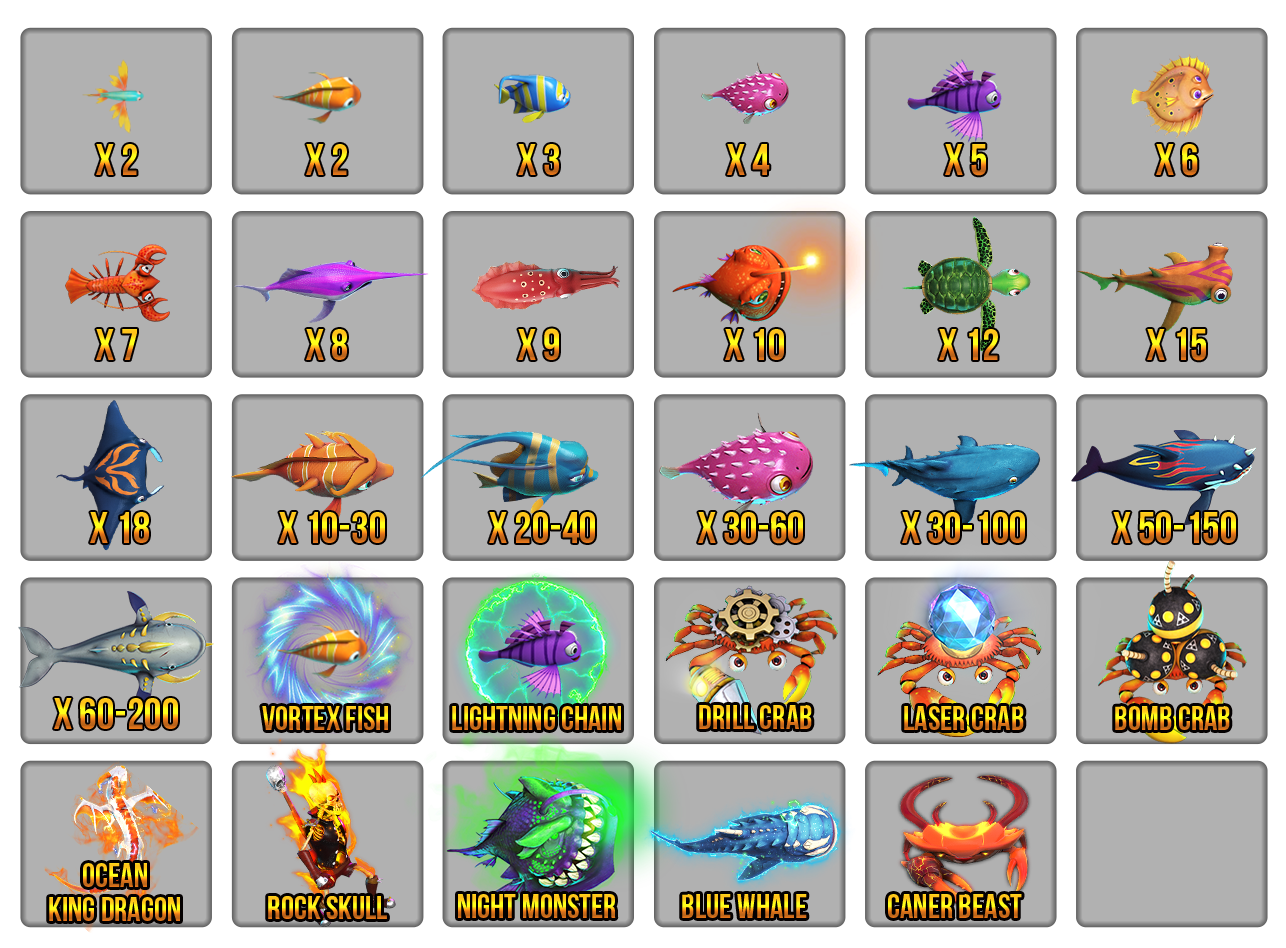 X 2
X 2
X 3
X 4
X 5
X 6
X 7
X 8
X 9
X 10
X 12
X 15
X 18
X 10-30
X 20-40
X 30-60
X 30-100
X 50-150
X 60-200
VORTEX FISH
LIGHTNING CHAIN
DRILL CRAB
LASER CRAB
BOMB CRAB
OCEAN
KING DRAGON
ROCK SKULL
NIGHT MONSTER
BLUE WHALE
CANER BEAST